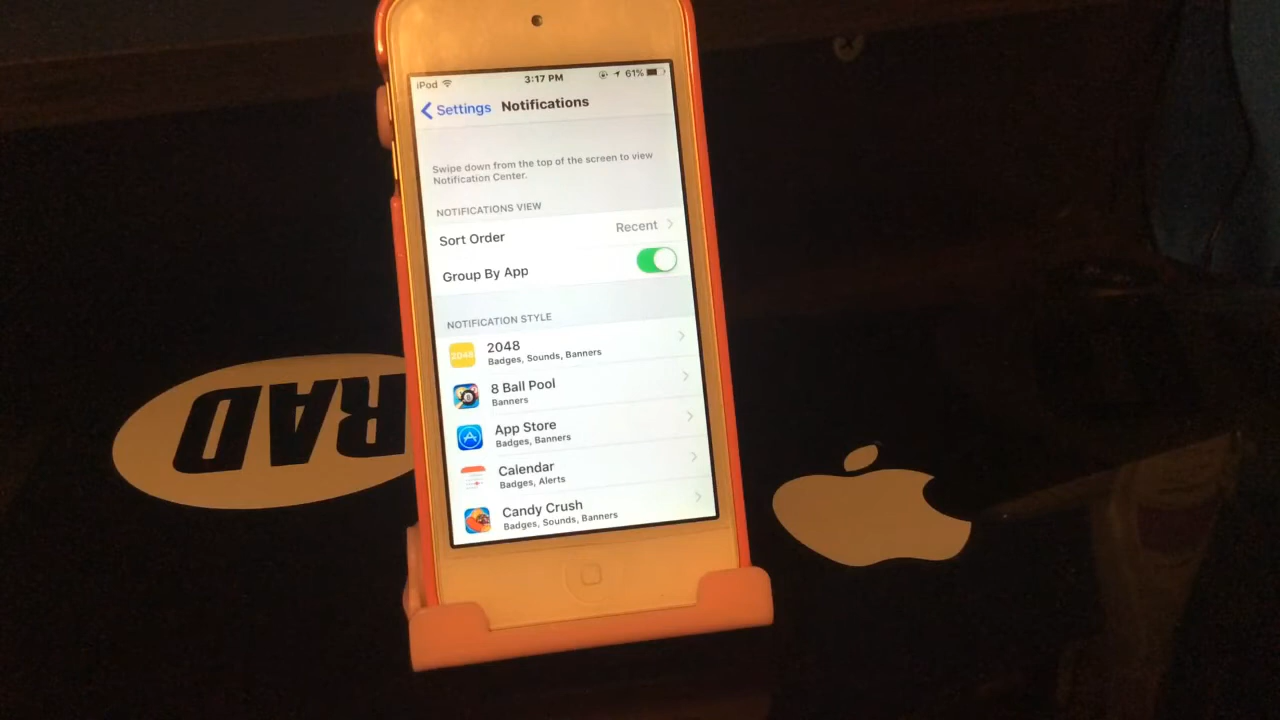 iPod 3:17 PM 61%
Settings Notifications
Swipe down from the top of the screen to view
Notification Center.
NOTIFICATIONS VIEW
Sort Order Recent
Group By App
NOTIFICATION STYLE
2048
2048
Badges, Sounds, Banners
8 Ball Pool
Banners
App Store
Badges, Banners
Calendar
Badges, Alerts
Candy Crush
Badges, Sounds, Banners
RAD